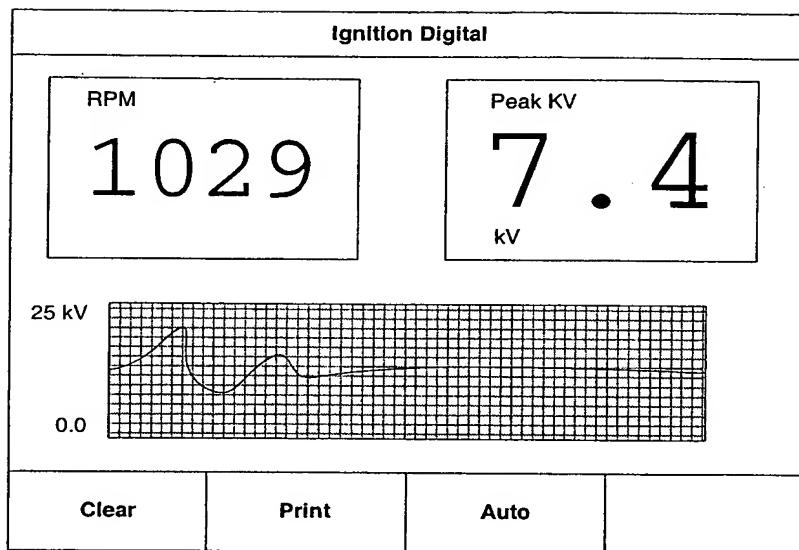 Ignition Digital
RPM
1029
Peak KV
7.4
kV
25 kV
0.0
Clear
Print
Auto